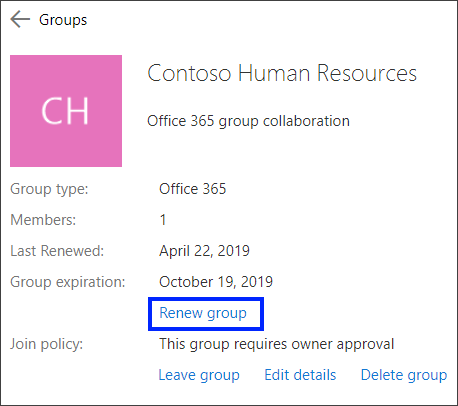 Groups
CH
Contoso Human Resources
Office 365 group collaboration
Group type: Office 365
Members: 1
Last Renewed: April 22, 2019
Group expiration: October 19, 2019
Renew group
Join policy: This group requires owner approval
Leave group Edit details Delete group